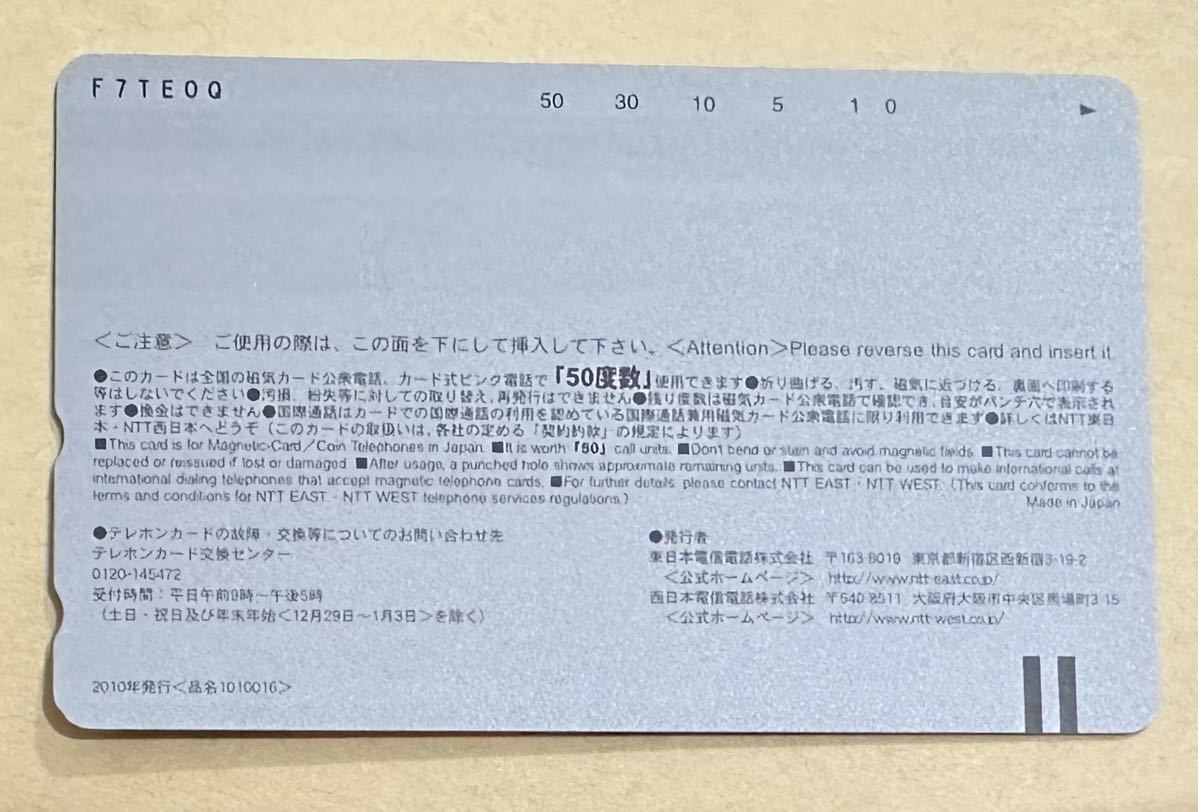 F7TE0Q
50 30 10 5 1 0
<ご注意> ご使用の際は、この面を下にして挿入して下さい。<Attention>Please reverse this card and insert it.
●このカードは全国の磁気カード公衆電話、カード式ピンク電話で「50度数」使用できます●折り曲げる、汚す、磁気に近づける、裏面へ印刷する
等はしないでください●汚損、紛失等に対しての取り替え、再発行はできません●残り度数は磁気カード公衆電話で確認でき、目安がパンチ穴で表示され
ます●換金はできません●国際通話はカードでの国際通話の利用を認めている国際通話兼用磁気カード公衆電話に限り利用できます●詳しくはNTT東日
本・NTT西日本へどうぞ（このカードの取扱いは、各社の定める「契約約款」の規定によります）
■This card is for Magnetic-Card/Coin Telephones in Japan. ■It is worth「50」call units. ■Dont bend or stain and avoid magnetic fields. ■This card cannot be
replaced or reissued if lost or damaged. ■After usage, a punched hole shows approximate remaining units. ■This card can be used to make international calls at
international dialing telephones that accept magnetic telephone cards. ■For further details, please contact NTT EAST・NTT WEST. (This card conforms to the
terms and conditions for NTT EAST・NTT WEST telephone services regulations.)
Made in Japan
●テレホンカードの故障・交換等についてのお問い合わせ先
テレホンカード交換センター
0120-145472
受付時間：平日午前9時～午後5時
（土日・祝日及び年末年始<12月29日～1月3日>を除く）
●発行者
東日本電信電話株式会社 〒163-8019 東京都新宿区西新宿3-19-2
<公式ホームページ> http://www.ntt-east.co.jp/
西日本電信電話株式会社 〒540-8511 大阪府大阪市中央区馬場町3-15
<公式ホームページ> http://www.ntt-west.co.jp/
2010年発行<品名1010016>